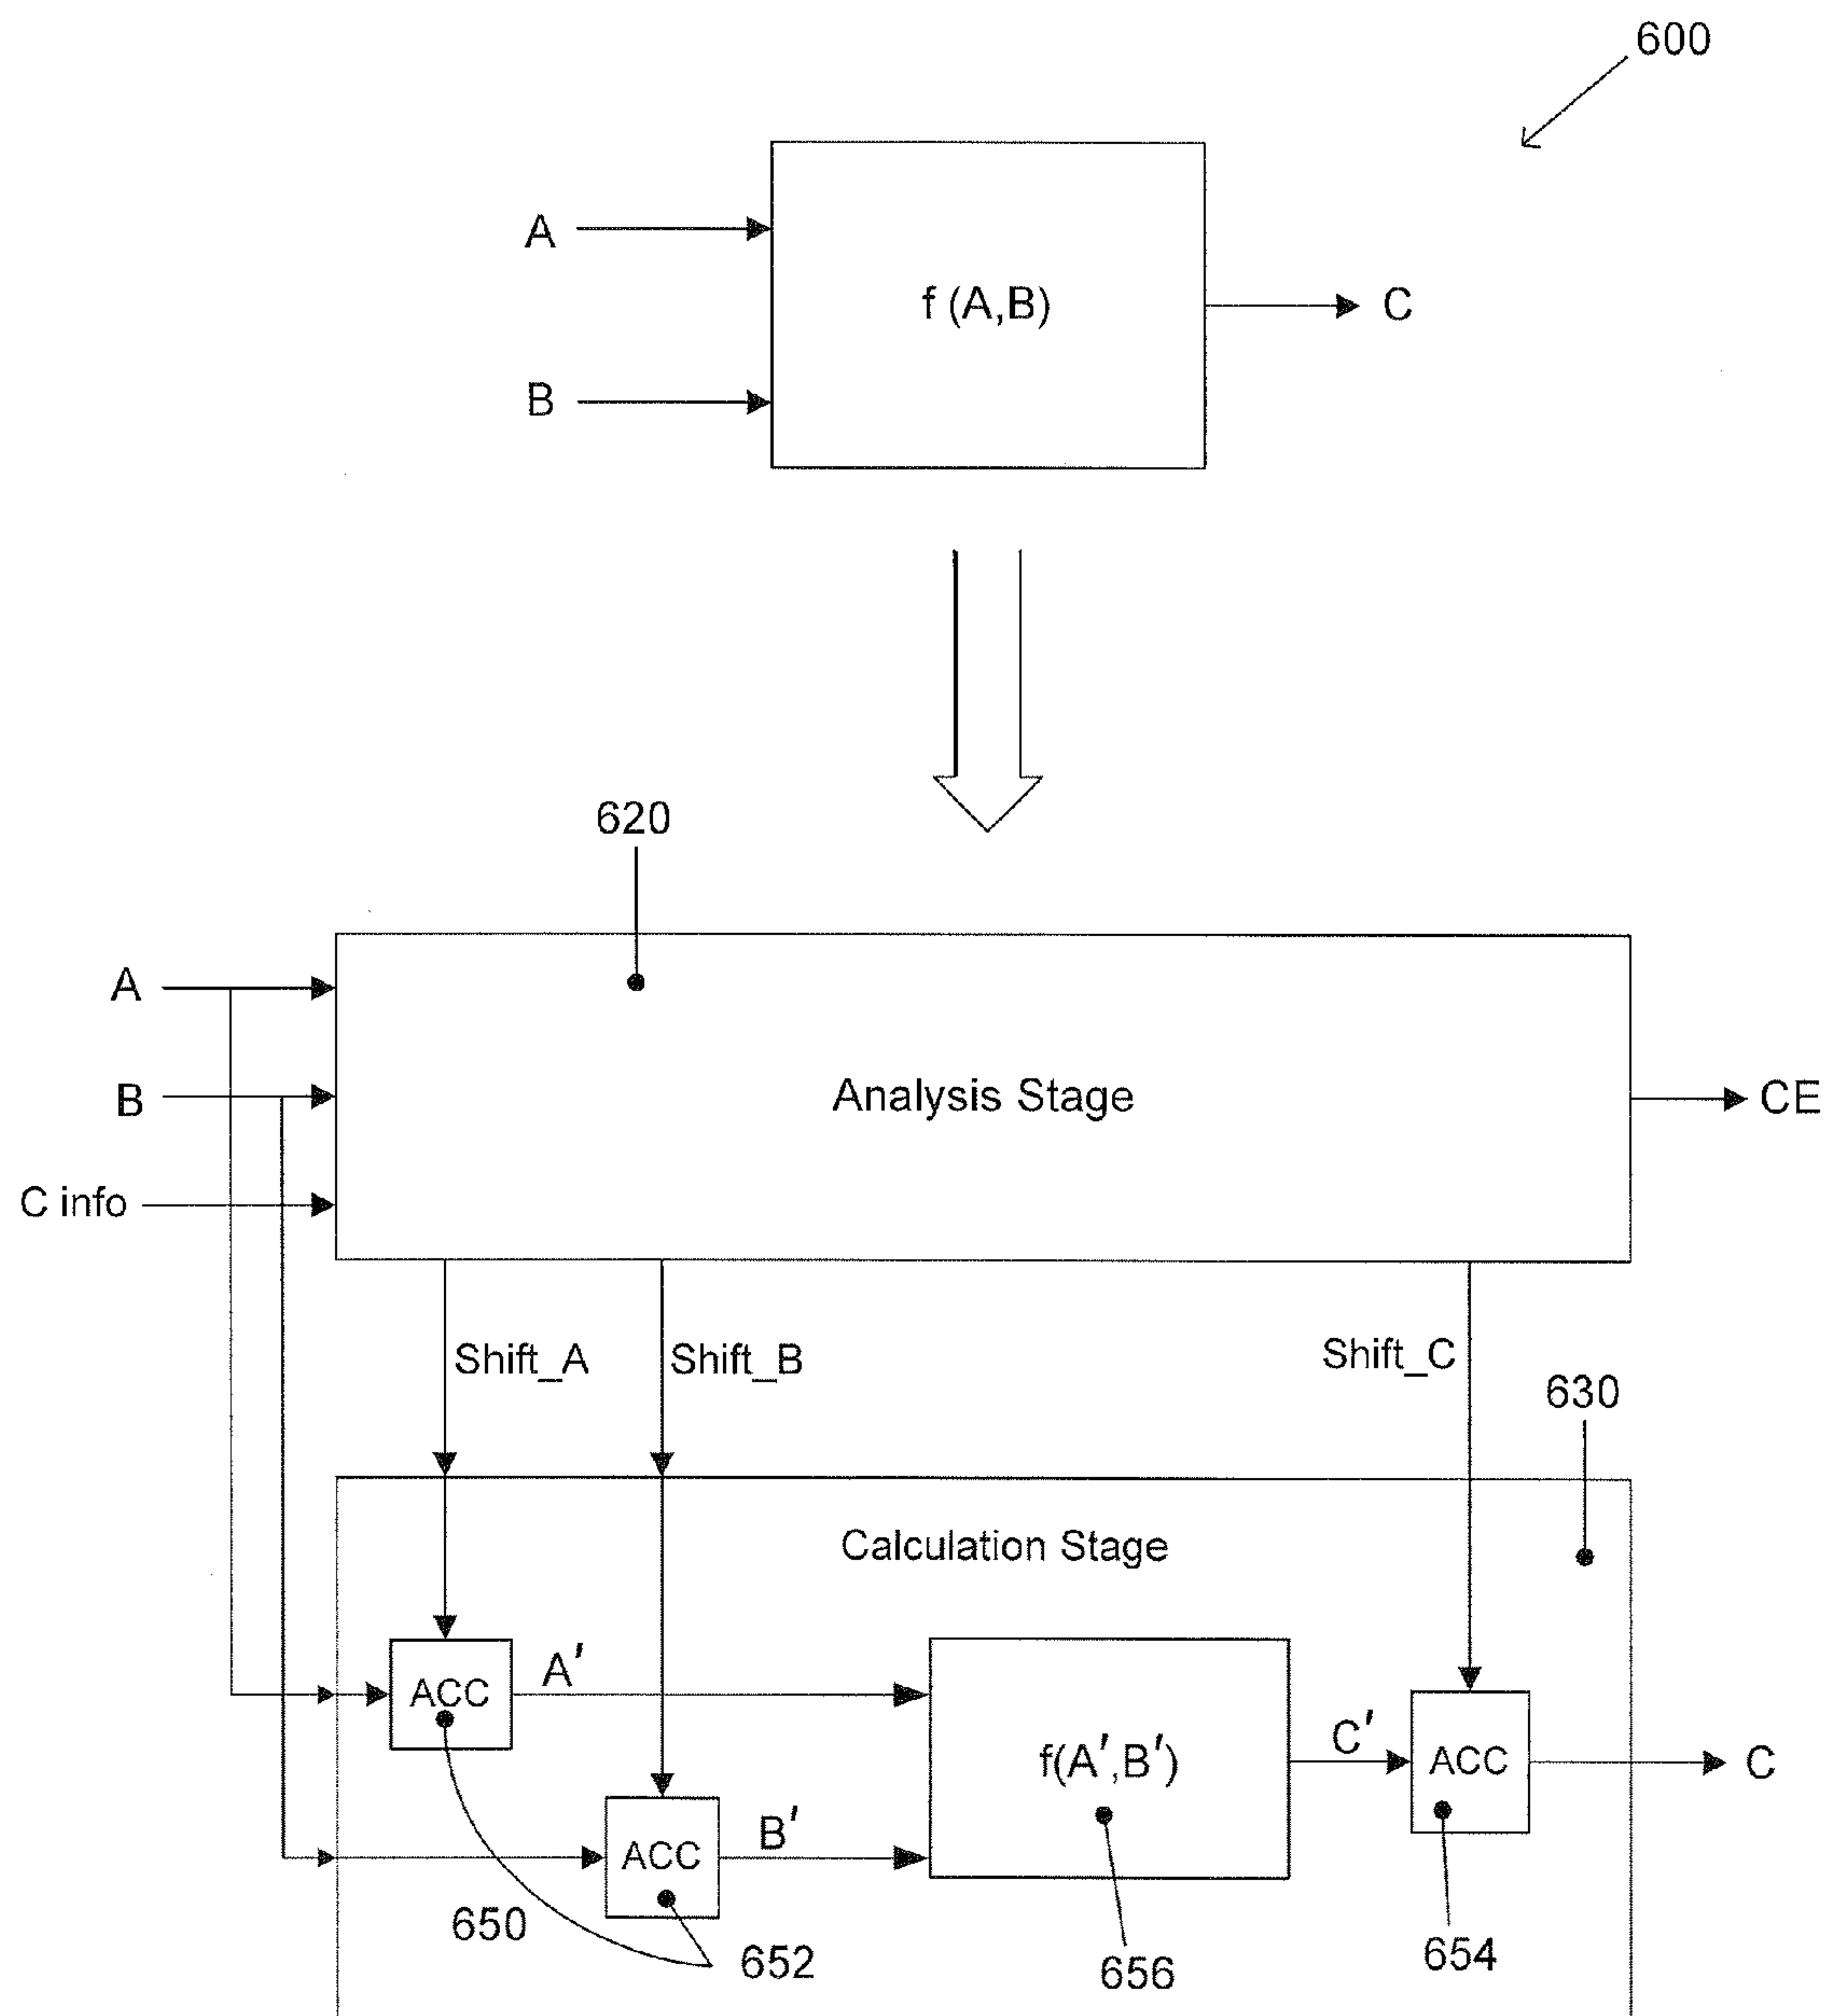 600
A
f (A,B)
C
B
620
A
Analysis Stage
B
CE
C info
Shift_A
Shift_B
Shift_C
630
Calculation Stage
ACC
A'
f(A',B')
C'
ACC
C
ACC
B'
650
652
656
654